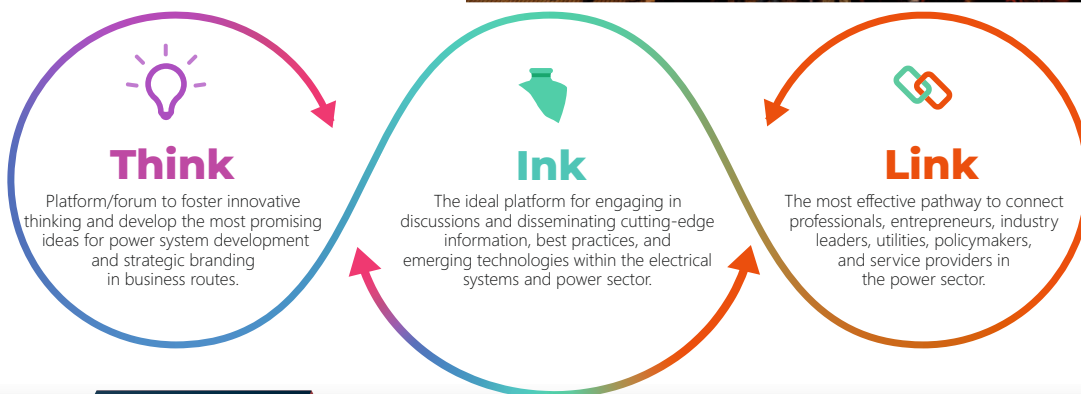 Think
Platform/forum to foster innovative
thinking and develop the most promising
ideas for power system development
and strategic branding
in business routes.
Ink
The ideal platform for engaging in
discussions and disseminating cutting-edge
information, best practices, and
emerging technologies within the electrical
systems and power sector.
Link
The most effective pathway to connect
professionals, entrepreneurs, industry
leaders, utilities, policymakers,
and service providers in
the power sector.